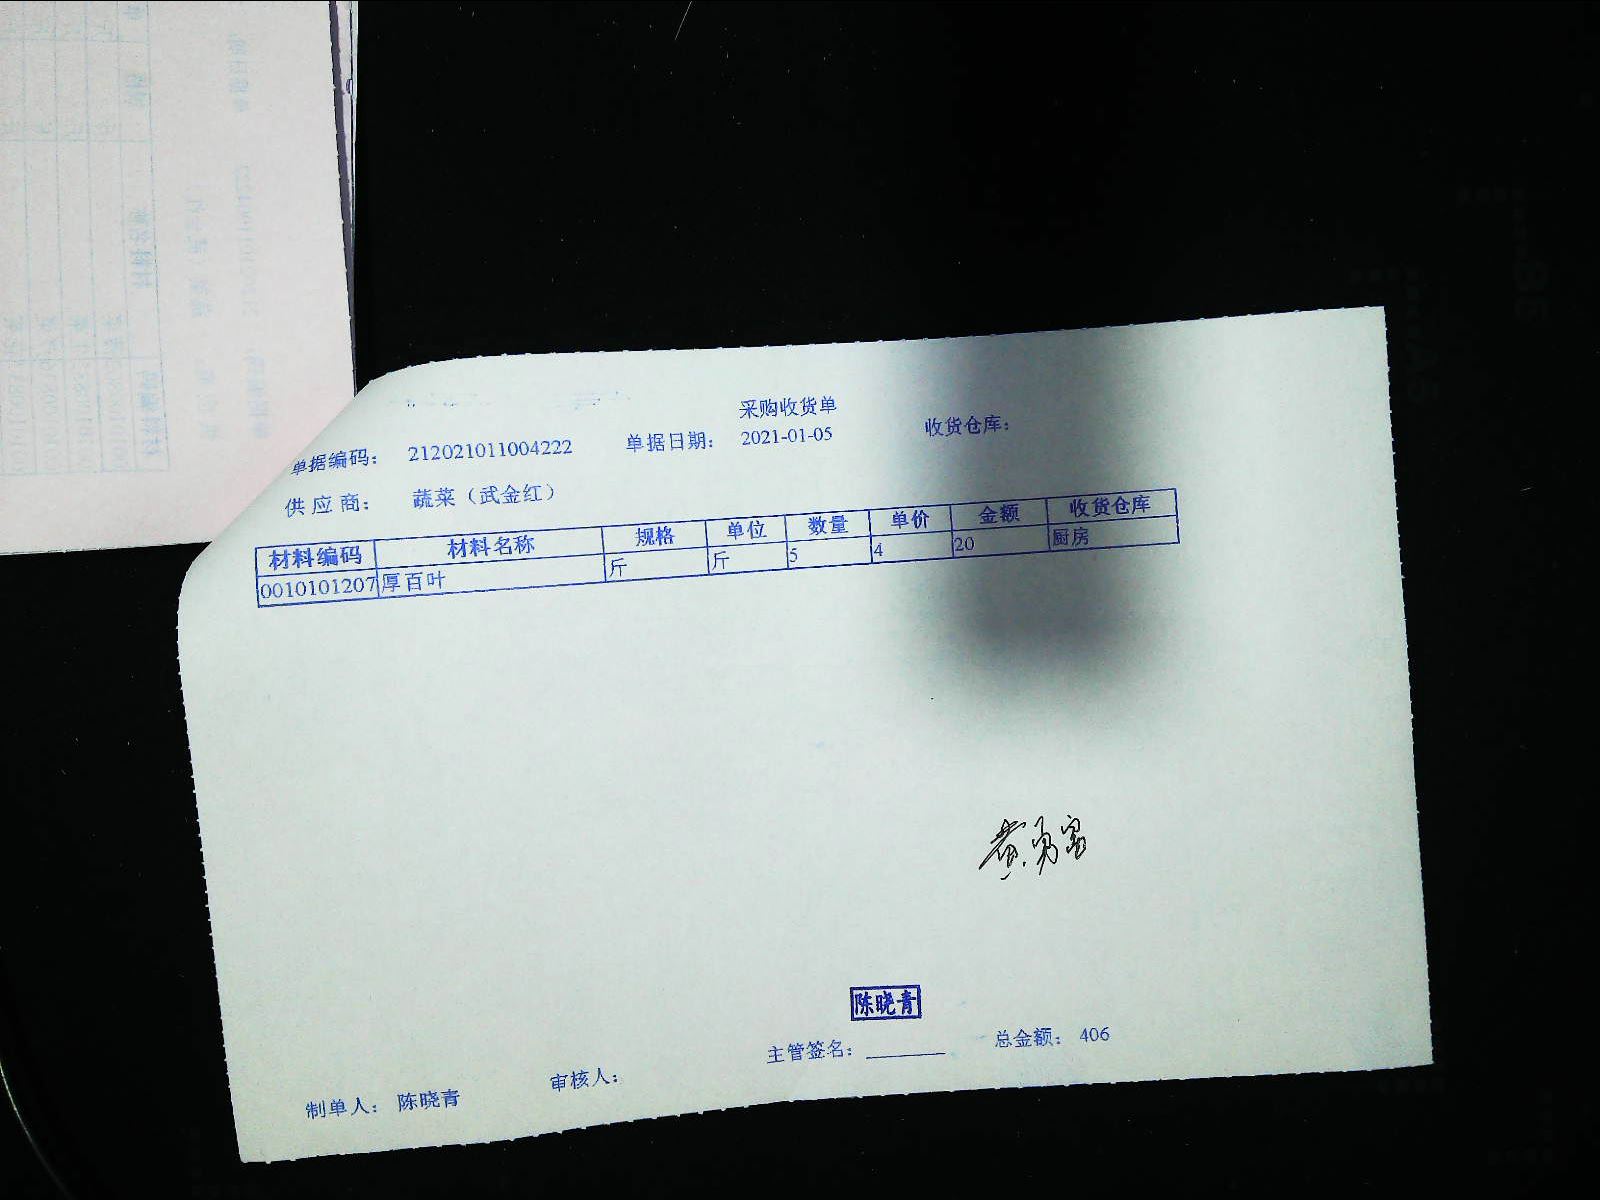 采购收货单
单据编码： 212021011004222 单据日期： 2021-01-05 收货仓库：
供应商： 蔬菜（武金红）
材料编码 材料名称 规格 单位 数量 单价 金额 收货仓库
0010101207 厚百叶 斤 斤 5 4 20 厨房
黄勇富
陈晓青
主管签名： 总金额： 406
制单人： 陈晓青 审核人：